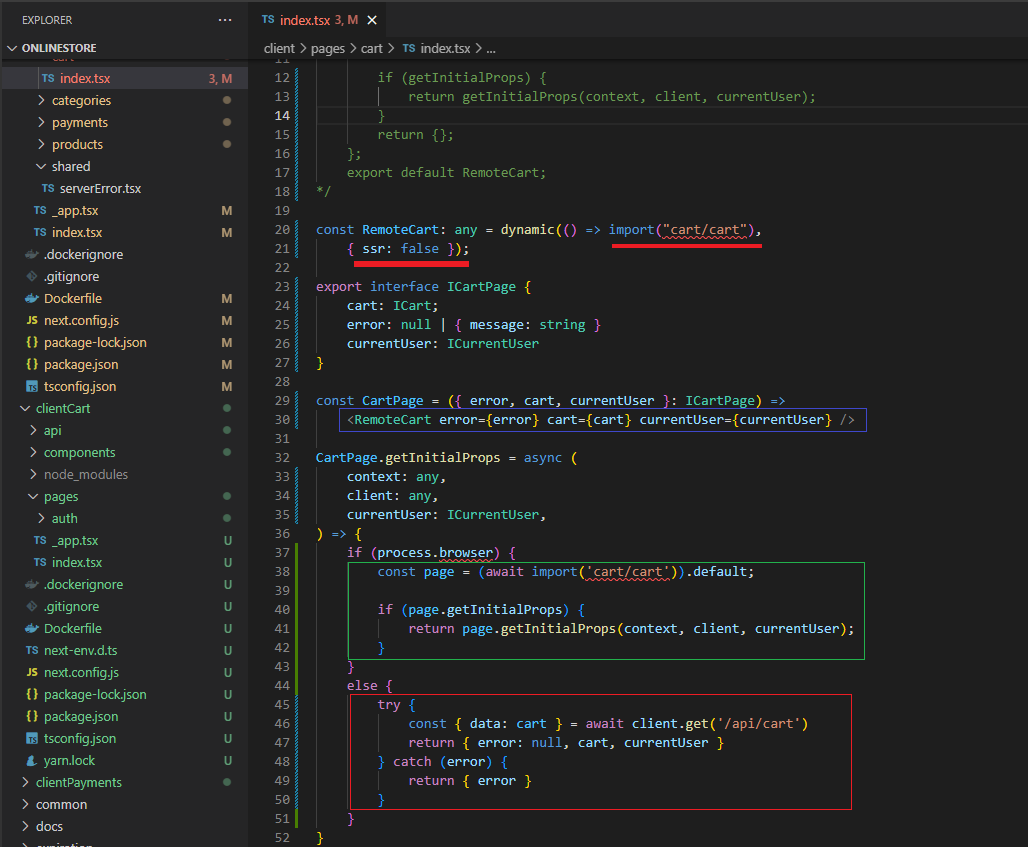 EXPLORER
ONLINESTORE
cart
index.tsx 3, M
categories
payments
products
shared
TS serverError.tsx
TS _app.tsx M
TS index.tsx M
.dockerignore
.gitignore
Dockerfile M
JS next.config.js M
{} package-lock.json M
{} package.json M
TS tsconfig.json M
clientCart
api
components
node_modules
pages
auth
TS _app.tsx U
TS index.tsx U
.dockerignore U
.gitignore U
Dockerfile U
TS next-env.d.ts U
JS next.config.js U
{} package-lock.json U
{} package.json U
TS tsconfig.json U
yarn.lock U
clientPayments
common
docs
expiration
TS index.tsx 3, M ×
client > pages > cart > TS index.tsx > ...
11
12 if (getInitialProps) {
13 return getInitialProps(context, client, currentUser);
14 }
15 return {};
16 };
17 export default RemoteCart;
18 */
19
20 const RemoteCart: any = dynamic(() => import("cart/cart"),
21 { ssr: false });
22
23 export interface ICartPage {
24 cart: ICart;
25 error: null | { message: string }
26 currentUser: ICurrentUser
27 }
28
29 const CartPage = ({ error, cart, currentUser }: ICartPage) =>
30 <RemoteCart error={error} cart={cart} currentUser={currentUser} />
31
32 CartPage.getInitialProps = async (
33 context: any,
34 client: any,
35 currentUser: ICurrentUser,
36 ) => {
37 if (process.browser) {
38 const page = (await import('cart/cart')).default;
39
40 if (page.getInitialProps) {
41 return page.getInitialProps(context, client, currentUser);
42 }
43 }
44 else {
45 try {
46 const { data: cart } = await client.get('/api/cart')
47 return { error: null, cart, currentUser }
48 } catch (error) {
49 return { error }
50 }
51 }
52 }